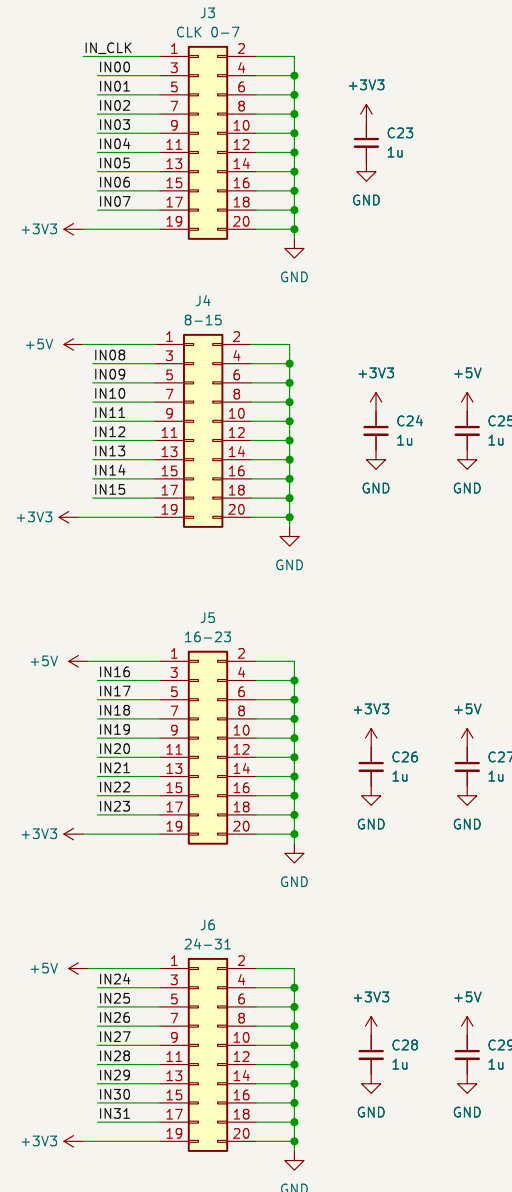 J3
CLK 0-7
IN_CLK 1 2
IN00 3 4
IN01 5 6
IN02 7 8
IN03 9 10
IN04 11 12
IN05 13 14
IN06 15 16
IN07 17 18
+3V3 19 20
GND
+3V3
C23
1u
GND
J4
8-15
+5V 1 2
IN08 3 4
IN09 5 6
IN10 7 8
IN11 9 10
IN12 11 12
IN13 13 14
IN14 15 16
IN15 17 18
+3V3 19 20
GND
+3V3
C24
1u
GND
+5V
C25
1u
GND
J5
16-23
+5V 1 2
IN16 3 4
IN17 5 6
IN18 7 8
IN19 9 10
IN20 11 12
IN21 13 14
IN22 15 16
IN23 17 18
+3V3 19 20
GND
+3V3
C26
1u
GND
+5V
C27
1u
GND
J6
24-31
+5V 1 2
IN24 3 4
IN25 5 6
IN26 7 8
IN27 9 10
IN28 11 12
IN29 13 14
IN30 15 16
IN31 17 18
+3V3 19 20
GND
+3V3
C28
1u
GND
+5V
C29
1u
GND